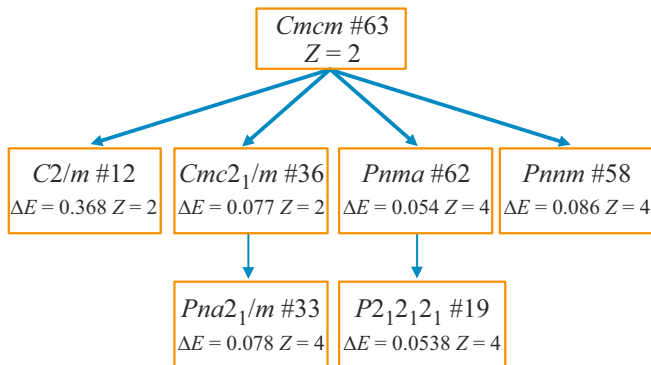 Cmcm #63
Z = 2
C2/m #12
ΔE = 0.368 Z = 2
Cmc2₁/m #36
ΔE = 0.077 Z = 2
Pnma #62
ΔE = 0.054 Z = 4
Pnnm #58
ΔE = 0.086 Z = 4
Pna2₁/m #33
ΔE = 0.078 Z = 4
P2₁2₁2₁ #19
ΔE = 0.0538 Z = 4